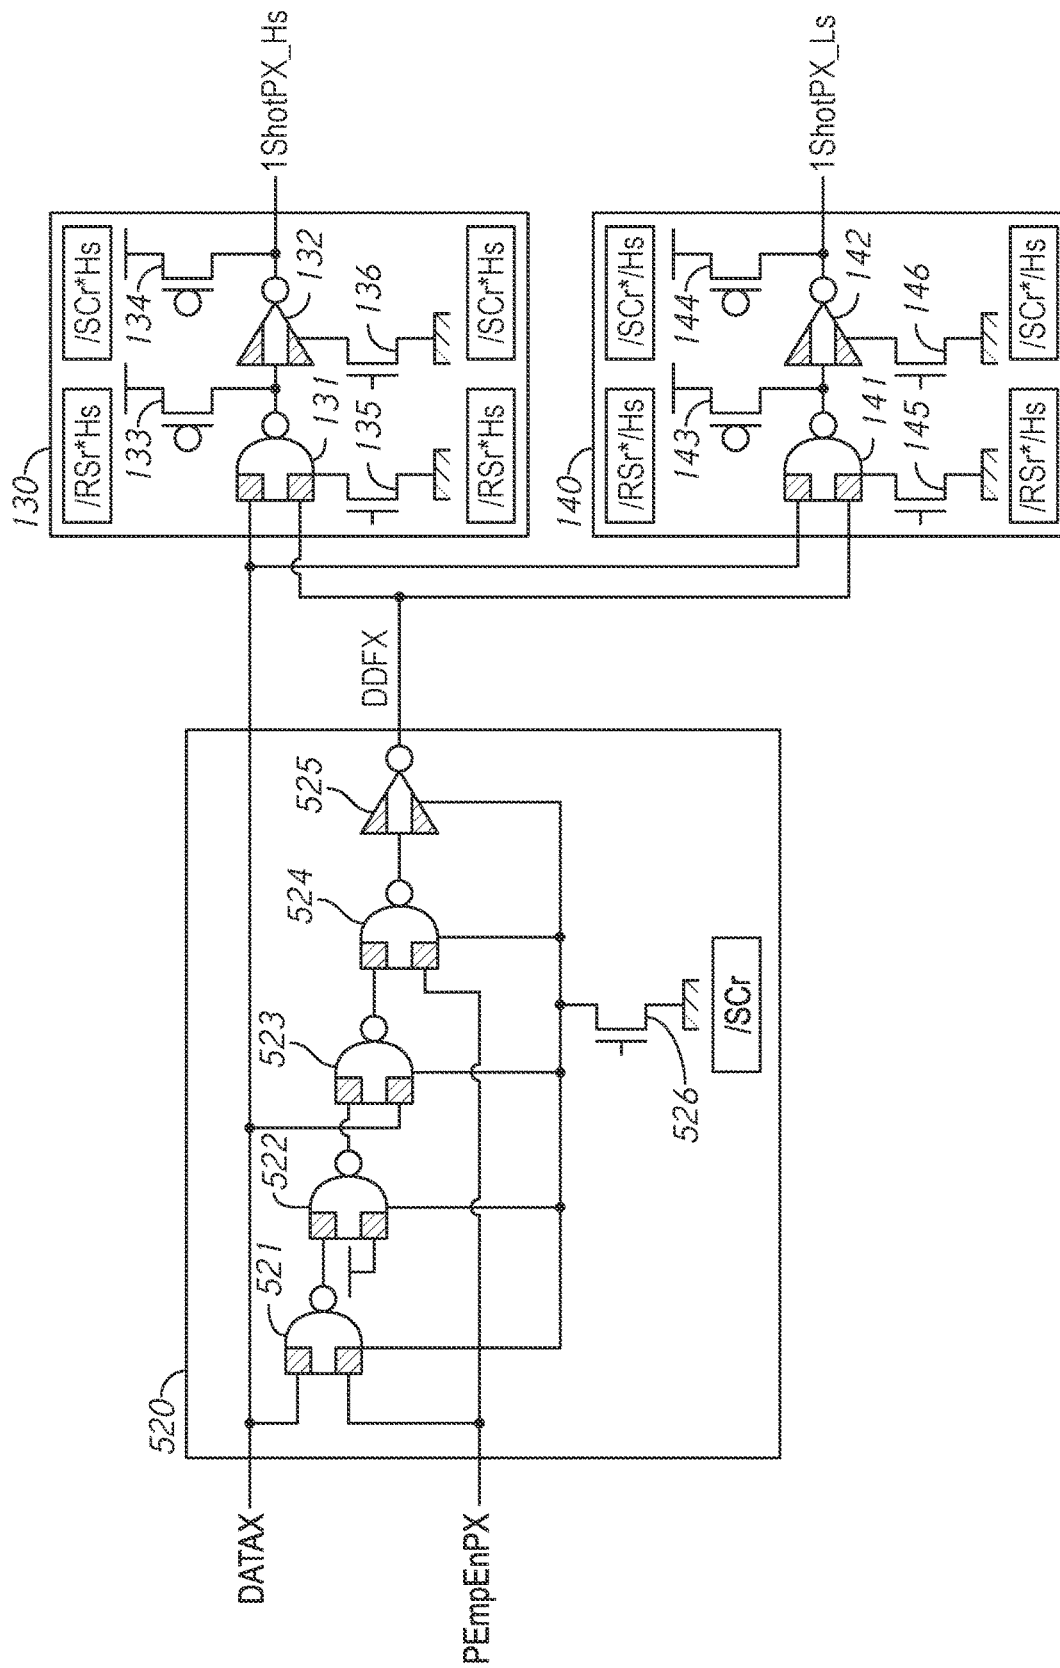 DATAX
PEmpEnPX
520
521
522
523
524
525
526
/SCr
DDFX
130
/RSr*Hs
/SCr*Hs
133
134
131
132
135
136
/RSr*Hs
/SCr*Hs
1ShotPX_Hs
140
/RSr*/Hs
/SCr*/Hs
143
144
141
142
145
146
/RSr*/Hs
/SCr*/Hs
1ShotPX_Ls